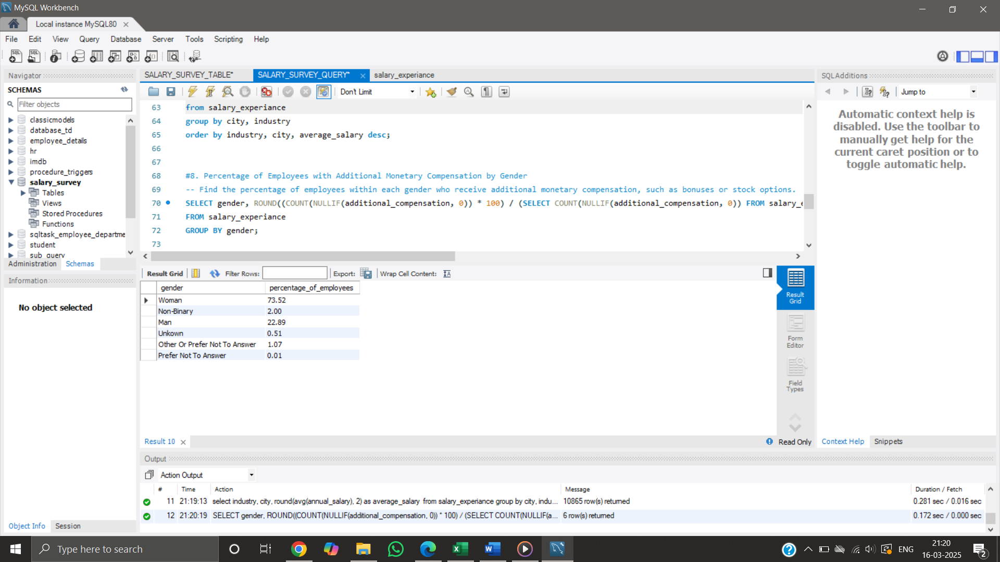 MySQL Workbench
Local instance MySQL80
File Edit View Query Database Server Tools Scripting Help
Navigator
SCHEMAS
Filter objects
classicmodels
database_td
employee_details
hr
imdb
procedure_triggers
salary_survey
Tables
Views
Stored Procedures
Functions
sqltask_employee_departme
student
sub_query
Administration Schemas
Information
No object selected
Object Info Session
SALARY_SURVEY_TABLE* SALARY_SURVEY_QUERY* salary_experiance
Don't Limit
63 from salary_experiance
64 group by city, industry
65 order by industry, city, average_salary desc;
66
67
68 #8. Percentage of Employees with Additional Monetary Compensation by Gender
69 -- Find the percentage of employees within each gender who receive additional monetary compensation, such as bonuses or stock options.
70 SELECT gender, ROUND((COUNT(NULLIF(additional_compensation, 0)) * 100) / (SELECT COUNT(NULLIF(additional_compensation, 0)) FROM salary_e
71 FROM salary_experiance
72 GROUP BY gender;
73
Result Grid Filter Rows: Export: Wrap Cell Content:
gender percentage_of_employees
Woman 73.52
Non-Binary 2.00
Man 22.89
Unkown 0.51
Other Or Prefer Not To Answer 1.07
Prefer Not To Answer 0.01
Result Grid
Form Editor
Field Types
Result 10
Read Only
SQLAdditions
Jump to
Automatic context help is
disabled. Use the toolbar to
manually get help for the
current caret position or to
toggle automatic help.
Context Help Snippets
Output
Action Output
# Time Action Message Duration / Fetch
11 21:19:13 select industry, city, round(avg(annual_salary), 2) as average_salary from salary_experiance group by city, indu... 10865 row(s) returned 0.281 sec / 0.016 sec
12 21:20:19 SELECT gender, ROUND((COUNT(NULLIF(additional_compensation, 0)) * 100) / (SELECT COUNT(NULLIF(a... 6 row(s) returned 0.172 sec / 0.000 sec
Type here to search
ENG
21:20
16-03-2025
2